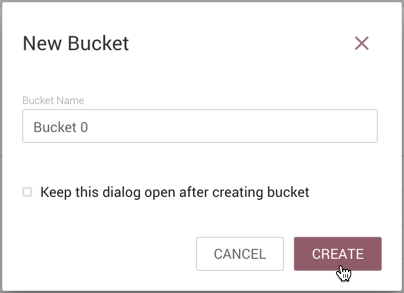 New Bucket
Bucket Name
Bucket 0
Keep this dialog open after creating bucket
CANCEL
CREATE